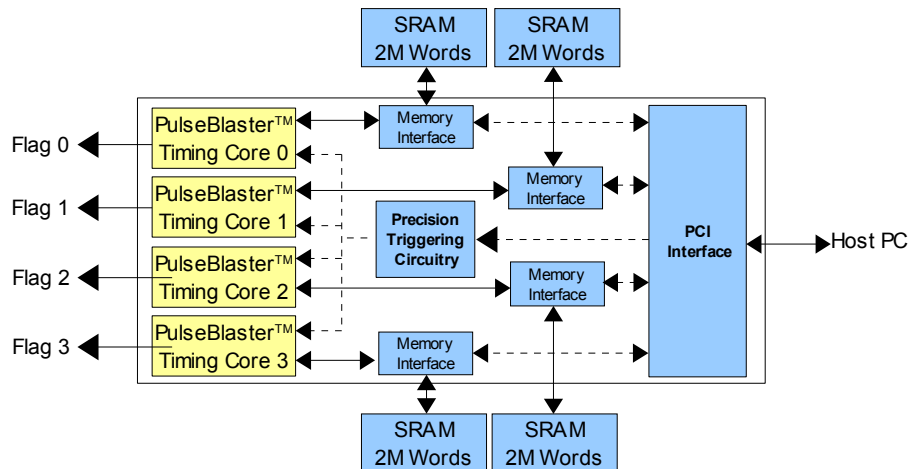 SRAM
2M Words
SRAM
2M Words
Flag 0
PulseBlaster™
Timing Core 0
Memory
Interface
Flag 1
PulseBlaster™
Timing Core 1
Memory
Interface
Precision
Triggering
Circuitry
PCI
Interface
Host PC
Flag 2
PulseBlaster™
Timing Core 2
Memory
Interface
Flag 3
PulseBlaster™
Timing Core 3
Memory
Interface
SRAM
2M Words
SRAM
2M Words